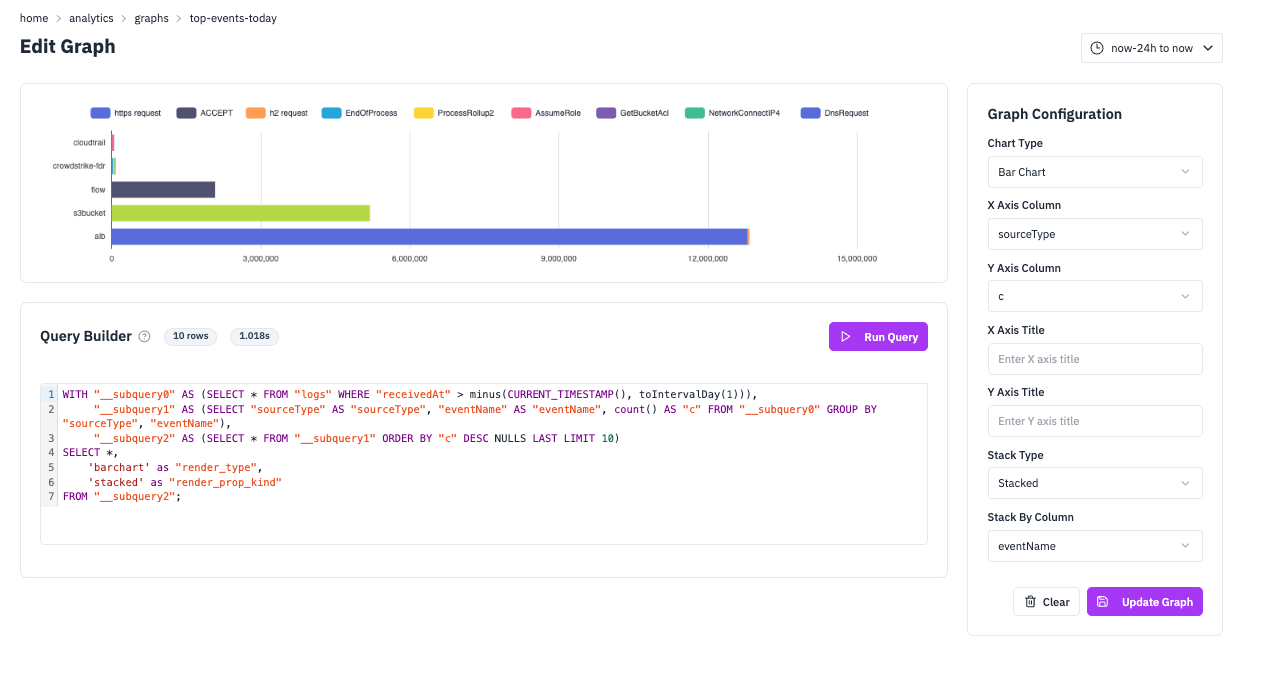 home > analytics > graphs > top-events-today
Edit Graph
now-24h to now
https request ACCEPT h2 request EndOfProcess ProcessRollup2 AssumeRole GetBucketAcl NetworkConnectIP4 DnsRequest
cloudtrail
crowdstrike-fdr
flow
s3bucket
alb
0 3,000,000 6,000,000 9,000,000 12,000,000 15,000,000
Query Builder ? 10 rows 1.018s
Run Query
1 WITH "__subquery0" AS (SELECT * FROM "logs" WHERE "receivedAt" > minus(CURRENT_TIMESTAMP(), toIntervalDay(1))),
2 "__subquery1" AS (SELECT "sourceType" AS "sourceType", "eventName" AS "eventName", count() AS "c" FROM "__subquery0" GROUP BY
"sourceType", "eventName"),
3 "__subquery2" AS (SELECT * FROM "__subquery1" ORDER BY "c" DESC NULLS LAST LIMIT 10)
4 SELECT *,
5 'barchart' as "render_type",
6 'stacked' as "render_prop_kind"
7 FROM "__subquery2";
Graph Configuration
Chart Type
Bar Chart
X Axis Column
sourceType
Y Axis Column
c
X Axis Title
Enter X axis title
Y Axis Title
Enter Y axis title
Stack Type
Stacked
Stack By Column
eventName
Clear
Update Graph